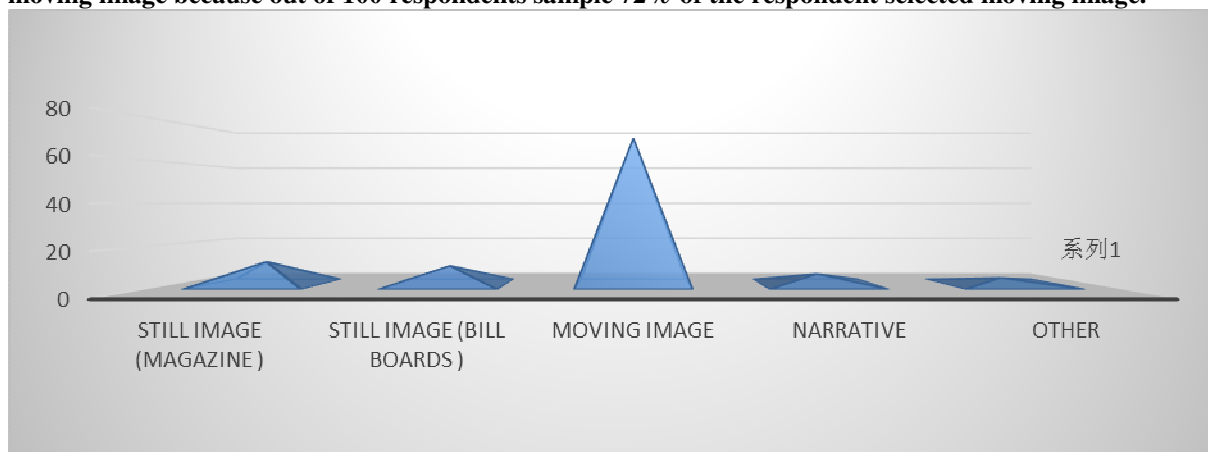 moving image because out of 100 respondents sample 72% of the respondent selected moving image.
80
60
40
20
0
系列1
STILL IMAGE (MAGAZINE )
STILL IMAGE (BILL BOARDS )
MOVING IMAGE
NARRATIVE
OTHER